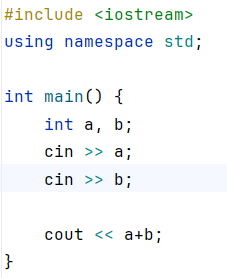 #include <iostream>
using namespace std;

int main() {
    int a, b;
    cin >> a;
    cin >> b;

    cout << a+b;
}